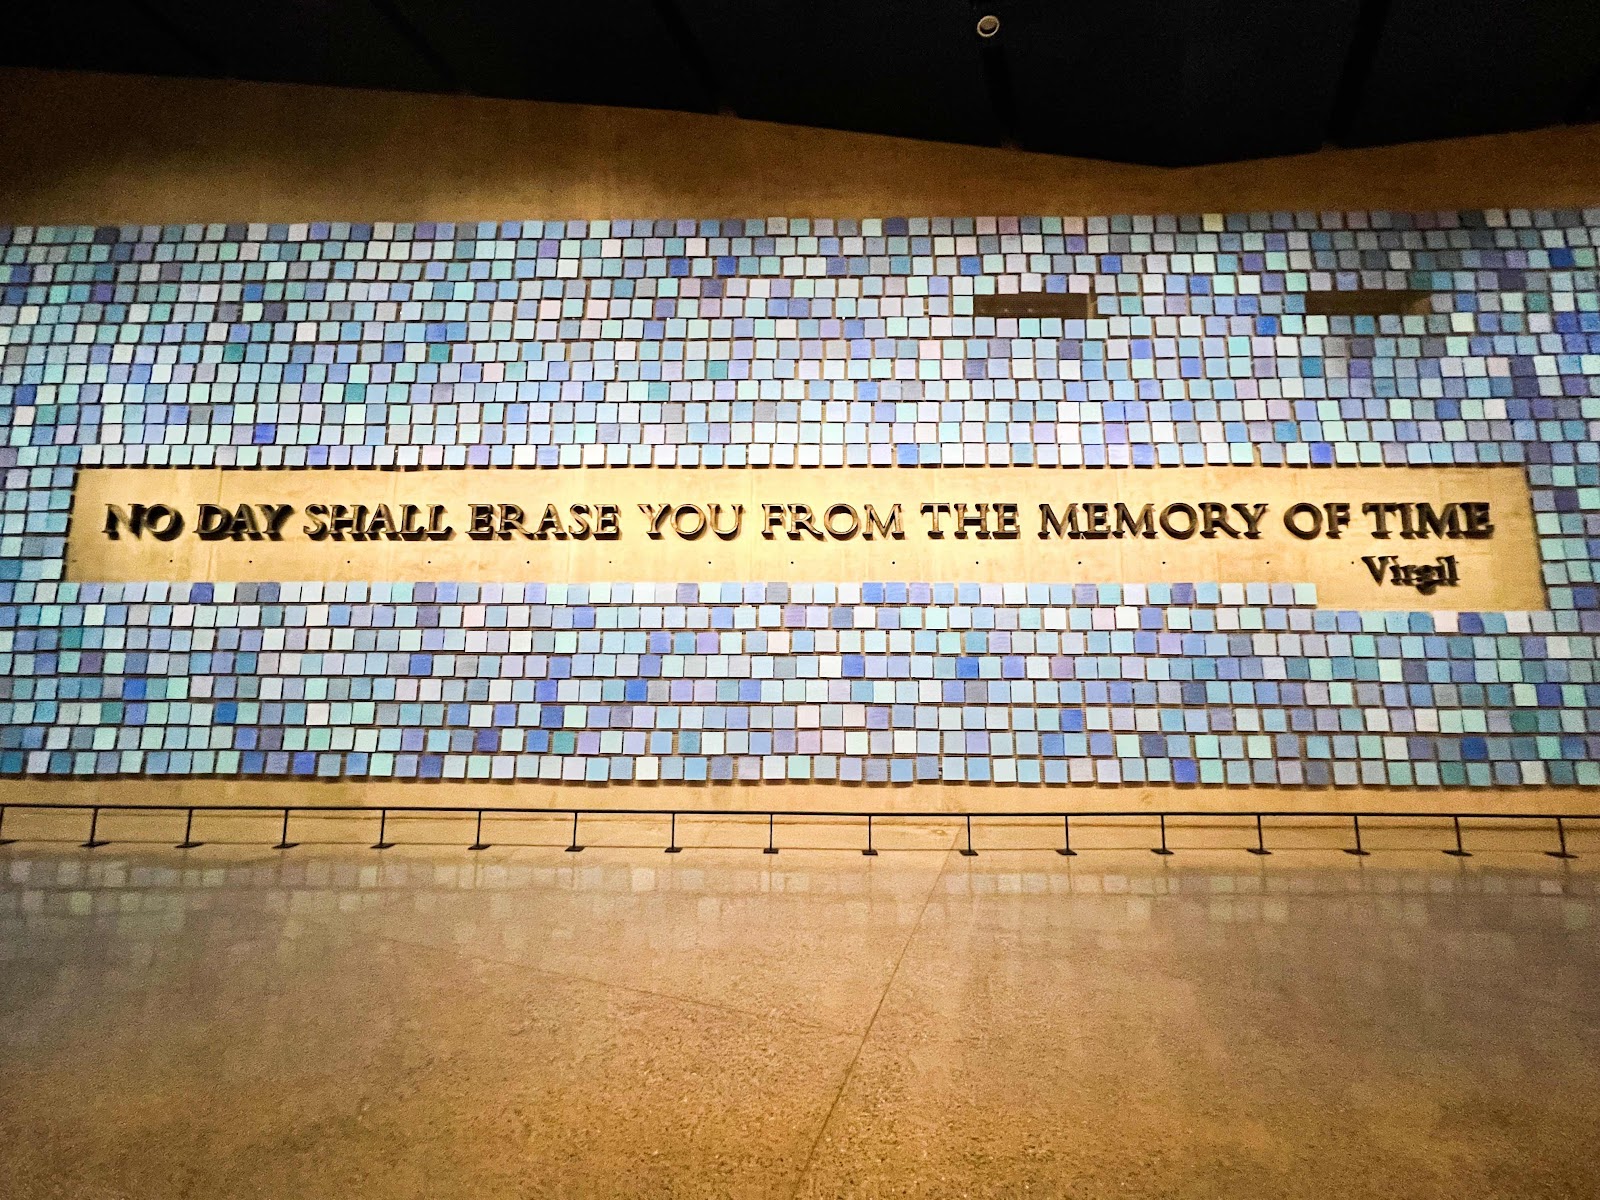 NO DAY SHALL ERASE YOU FROM THE MEMORY OF TIME
Virgil